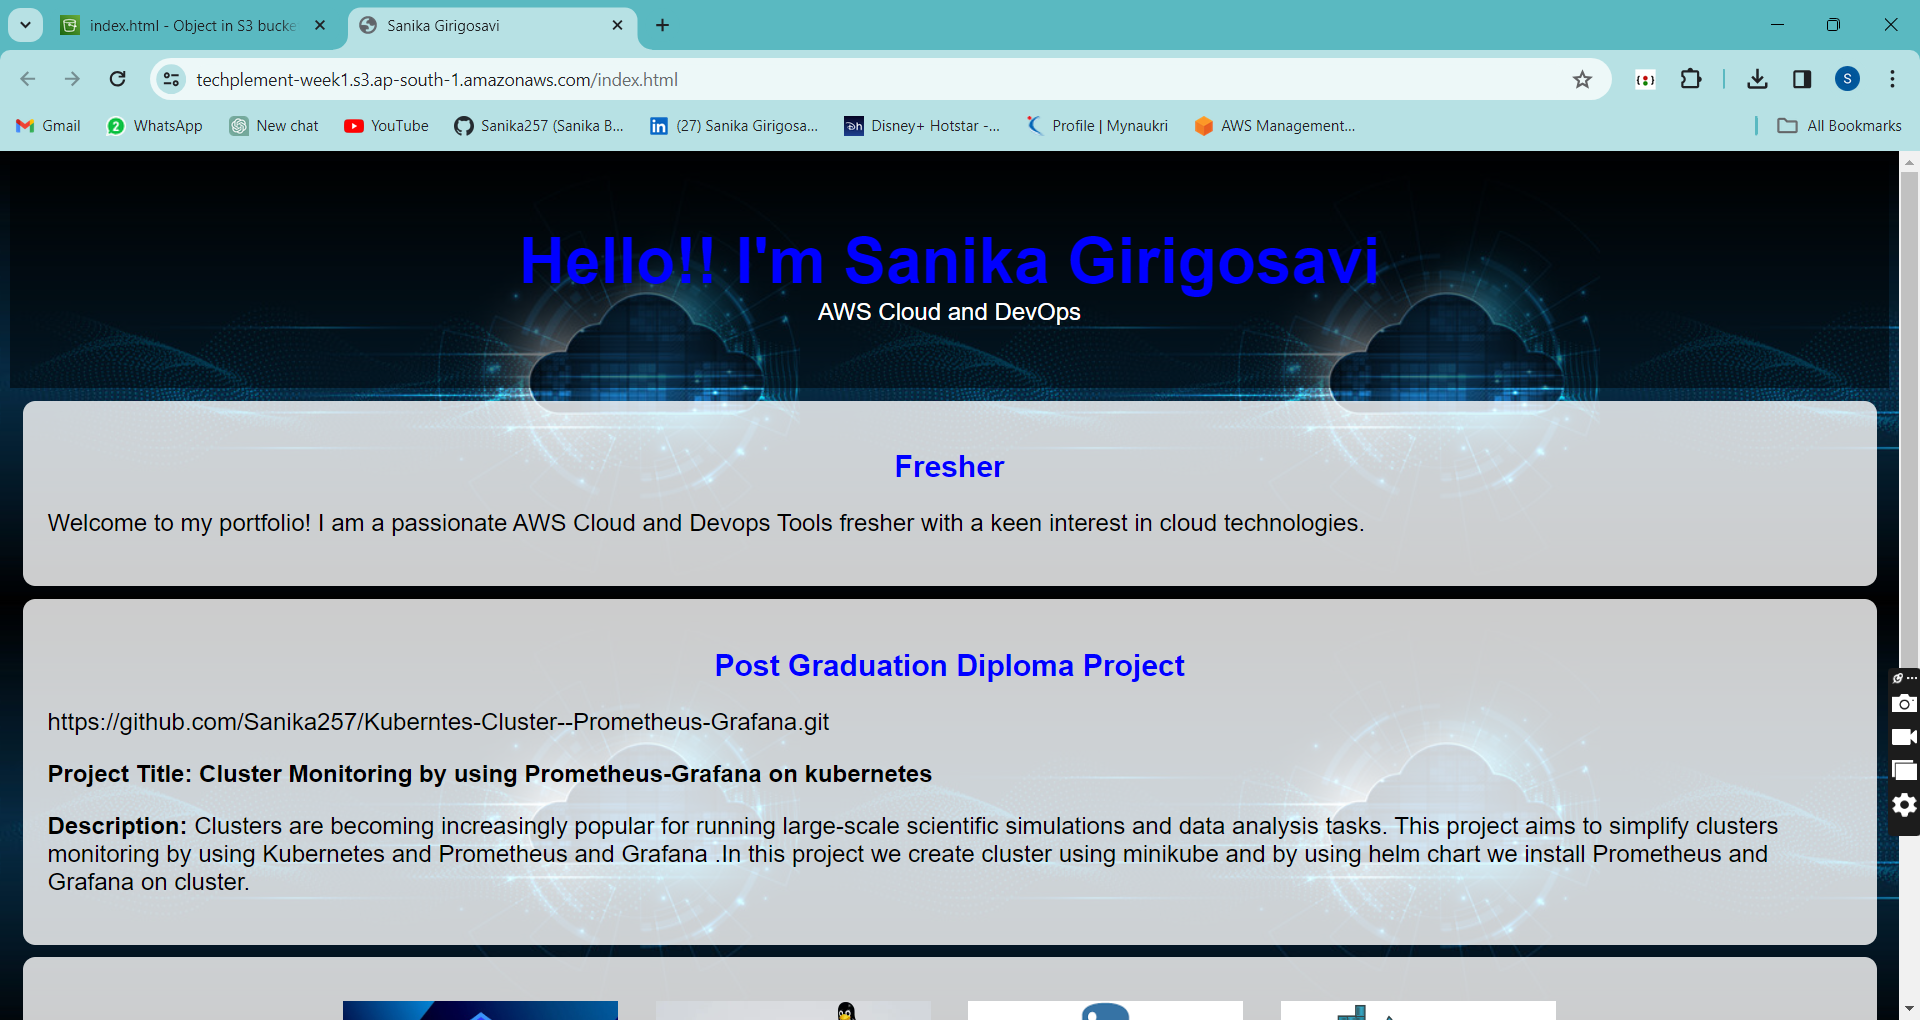 index.html - Object in S3 bucke
Sanika Girigosavi
techplement-week1.s3.ap-south-1.amazonaws.com/index.html
S
Gmail
2 WhatsApp
New chat
YouTube
Sanika257 (Sanika B...
in (27) Sanika Girigosa...
Disney+ Hotstar -...
Profile | Mynaukri
AWS Management...
All Bookmarks
Hello!! I'm Sanika Girigosavi
AWS Cloud and DevOps
Fresher
Welcome to my portfolio! I am a passionate AWS Cloud and Devops Tools fresher with a keen interest in cloud technologies.
Post Graduation Diploma Project
https://github.com/Sanika257/Kuberntes-Cluster--Prometheus-Grafana.git
Project Title: Cluster Monitoring by using Prometheus-Grafana on kubernetes
Description: Clusters are becoming increasingly popular for running large-scale scientific simulations and data analysis tasks. This project aims to simplify clusters
monitoring by using Kubernetes and Prometheus and Grafana .In this project we create cluster using minikube and by using helm chart we install Prometheus and
Grafana on cluster.